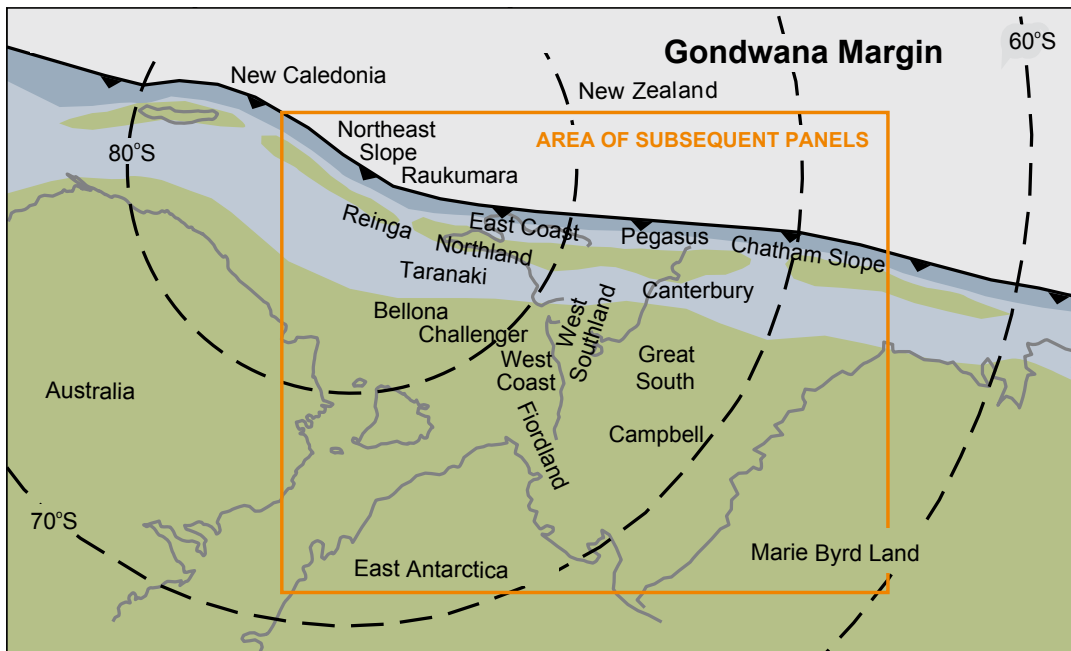 Gondwana Margin
60°S
New Caledonia
New Zealand
Northeast
Slope
AREA OF SUBSEQUENT PANELS
80°S
Raukumara
Reinga
East Coast
Pegasus
Northland
Chatham Slope
Taranaki
Canterbury
Bellona
Challenger
West
Southland
West
Coast
Great
South
Australia
Fiordland
Campbell
70°S
East Antarctica
Marie Byrd Land